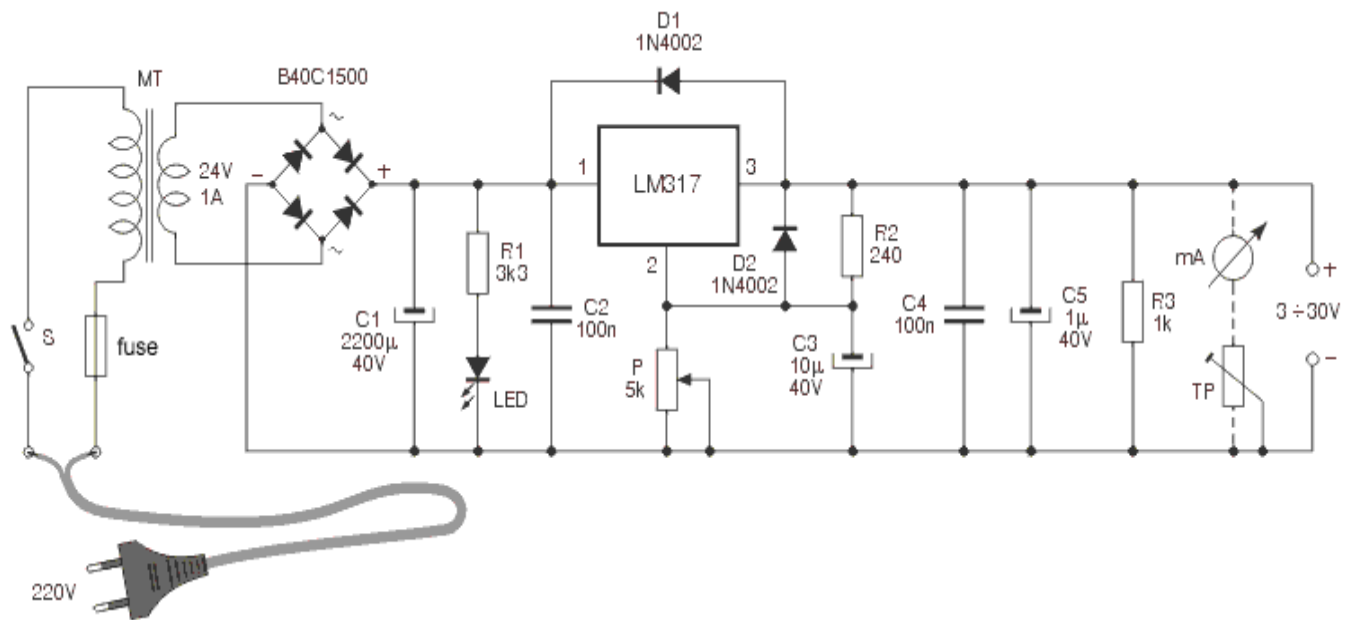 D1
1N4002
MT
B40C1500
~
24V
1A
−
+
~
1
LM317
3
2
R1
3k3
D2
1N4002
R2
240
mA
+
3÷30V
−
S
fuse
C1
2200µ
40V
LED
C2
100n
P
5k
C3
10µ
40V
C4
100n
C5
1µ
40V
R3
1k
TP
220V